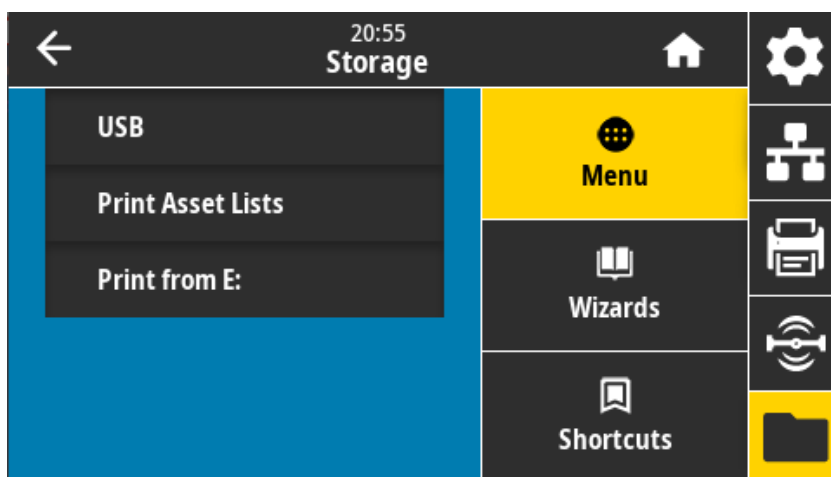 20:55
Storage
USB
Print Asset Lists
Print from E:
Menu
Wizards
Shortcuts